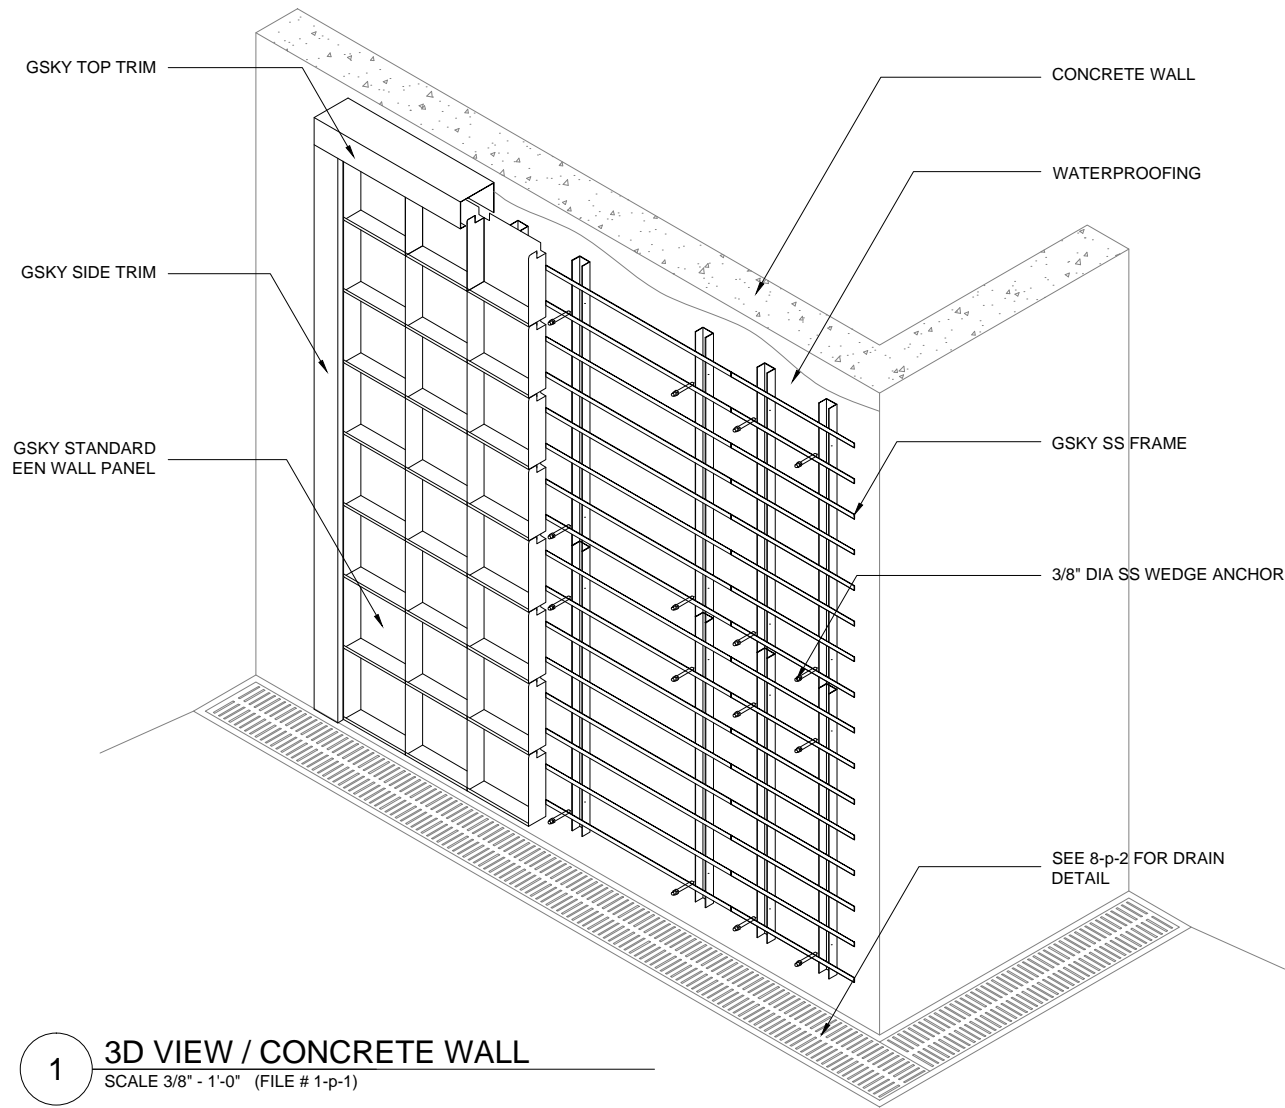 GSKY TOP TRIM
CONCRETE WALL
WATERPROOFING
GSKY SIDE TRIM
GSKY STANDARD
EEN WALL PANEL
GSKY SS FRAME
3/8" DIA SS WEDGE ANCHOR
SEE 8-p-2 FOR DRAIN
DETAIL
1
3D VIEW / CONCRETE WALL
SCALE 3/8" - 1'-0" (FILE # 1-p-1)